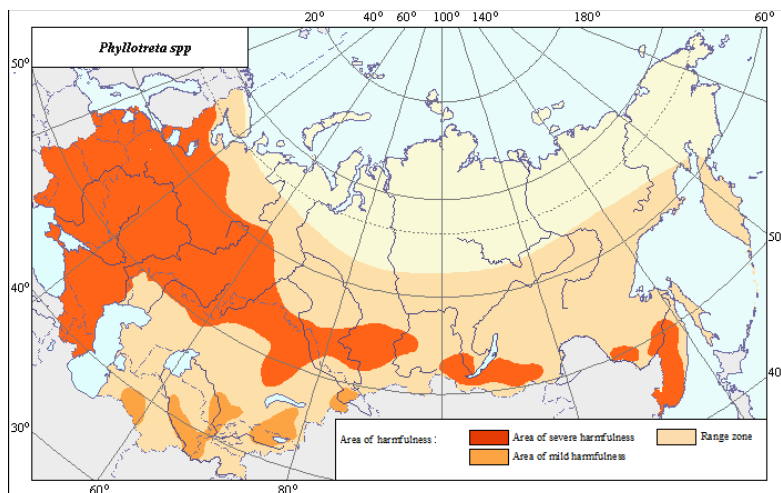 20° 40° 60° 100° 140° 180° 60°
Phyllotreta spp
50°
50°
40°
40°
30°
Area of harmfulness :
Area of severe harmfulness
Range zone
Area of mild harmfulness
60°
80°